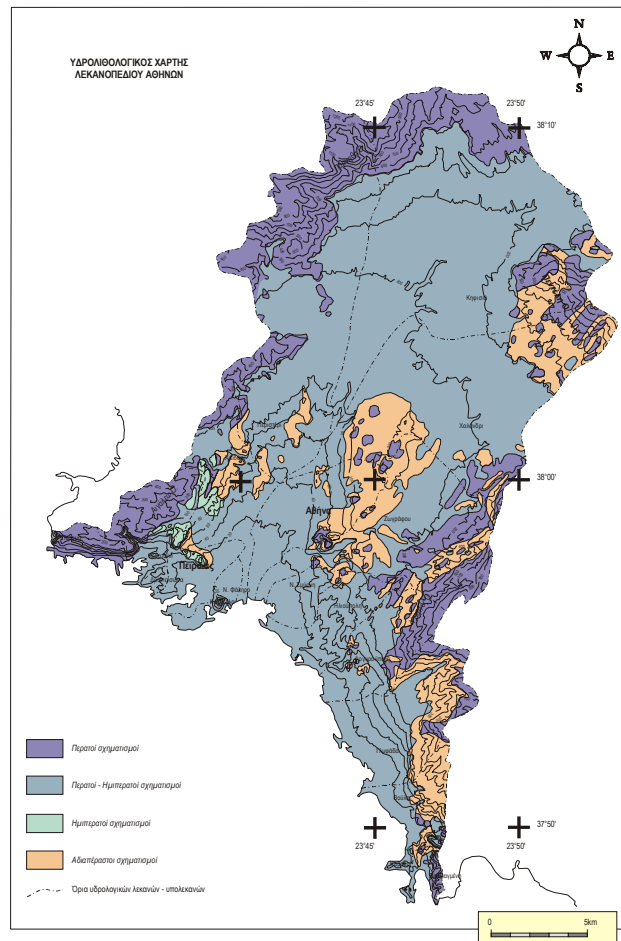 ΥΔΡΟΛΙΘΟΛΟΓΙΚΟΣ ΧΑΡΤΗΣ
ΛΕΚΑΝΟΠΕΔΙΟΥ ΑΘΗΝΩΝ
N
W E
S
23°45' 23°50'
38°10'
Κηφισιά
Χαλάνδρι
38°00'
Αθήνα
Ζωγράφου
Ν. Φάληρο
Γλυφάδα
37°50'
23°45' 23°50'
Περατοί σχηματισμοί
Περατοί - Ημιπερατοί σχηματισμοί
Ημιπερατοί σχηματισμοί
Αδιαπέραστοι σχηματισμοί
Όρια υδρολογικών λεκανών - υπολεκανών
0 5km